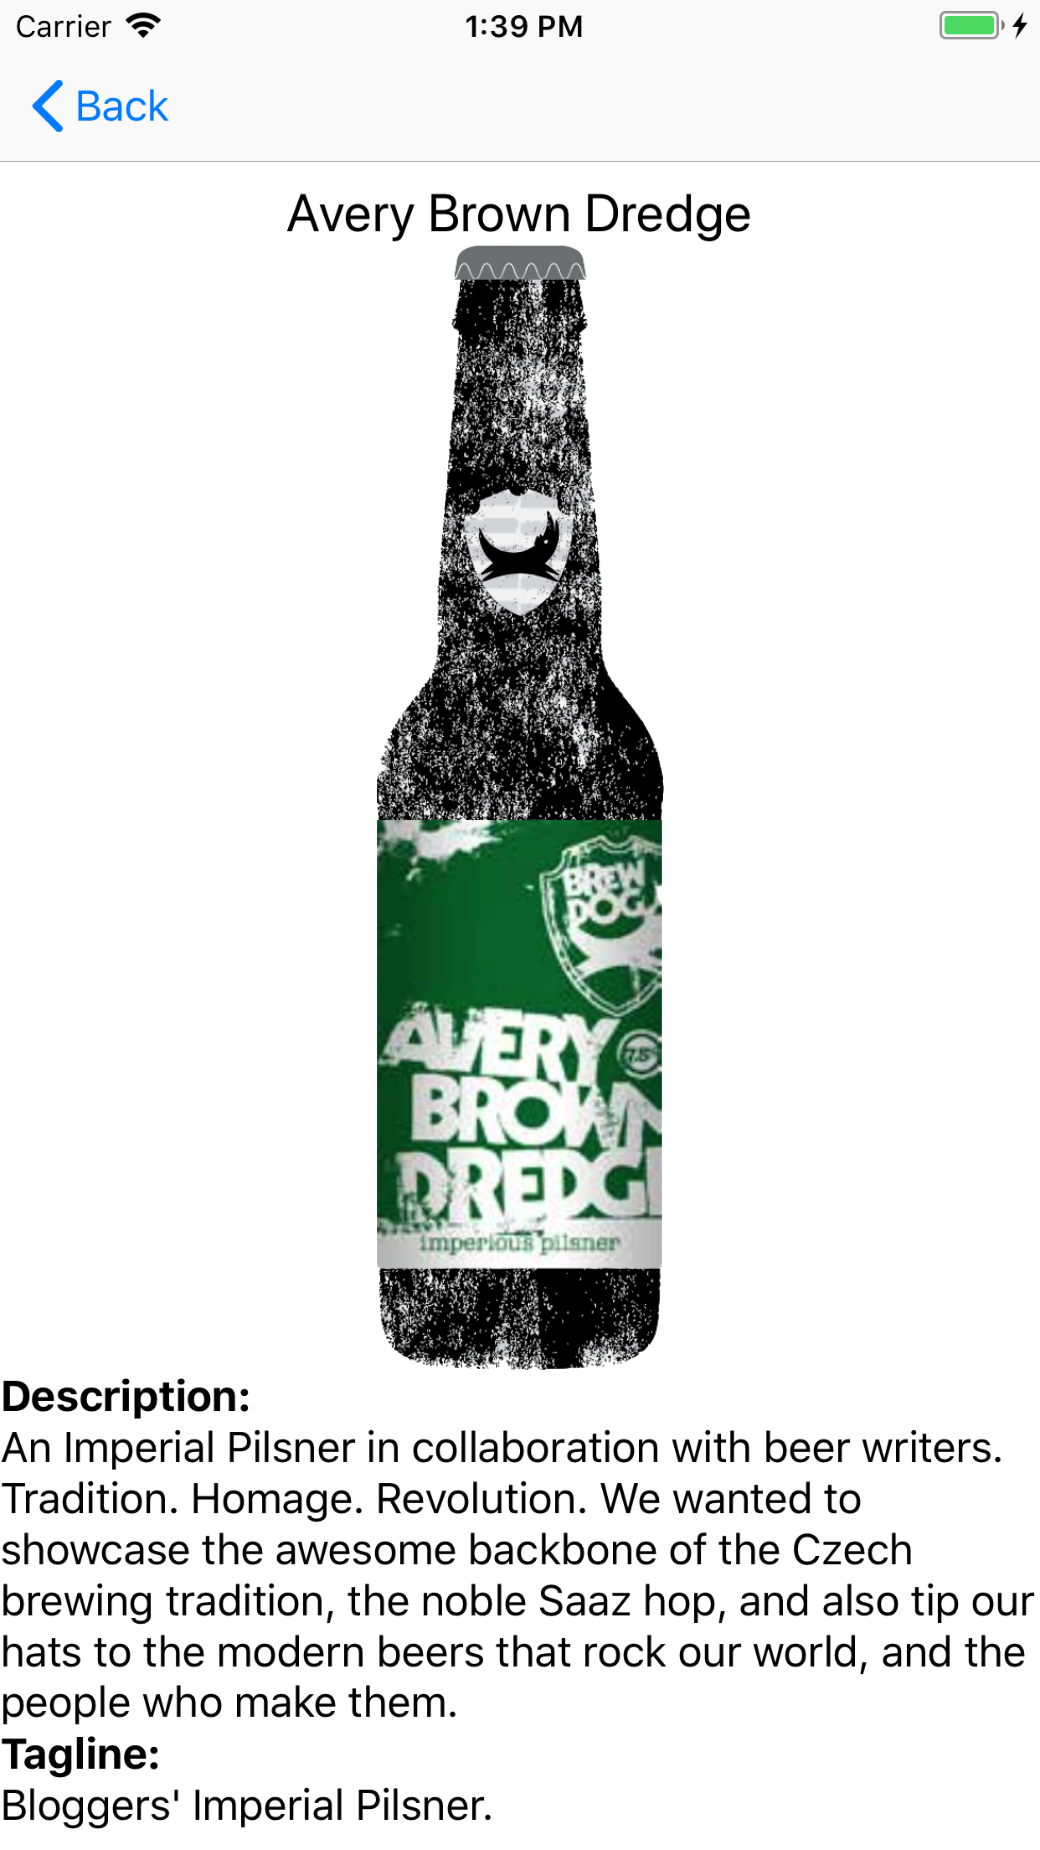 Carrier
1:39 PM
Back
Avery Brown Dredge
BREW
DOG
AVERY
7.5%
BROWN
DREDGE
imperious pilsner
Description:
An Imperial Pilsner in collaboration with beer writers.
Tradition. Homage. Revolution. We wanted to
showcase the awesome backbone of the Czech
brewing tradition, the noble Saaz hop, and also tip our
hats to the modern beers that rock our world, and the
people who make them.
Tagline:
Bloggers' Imperial Pilsner.